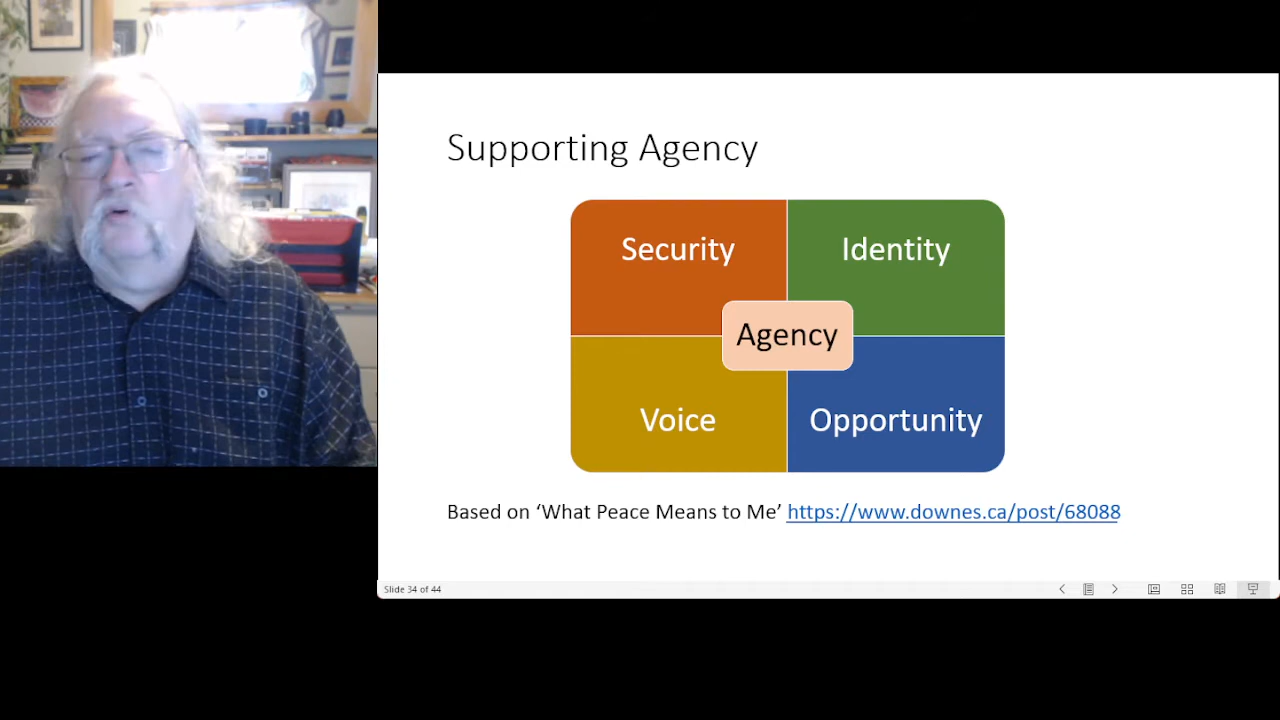 Supporting Agency
Security
Identity
Agency
Voice
Opportunity
Based on ‘What Peace Means to Me’ https://www.downes.ca/post/68088
Slide 34 of 44